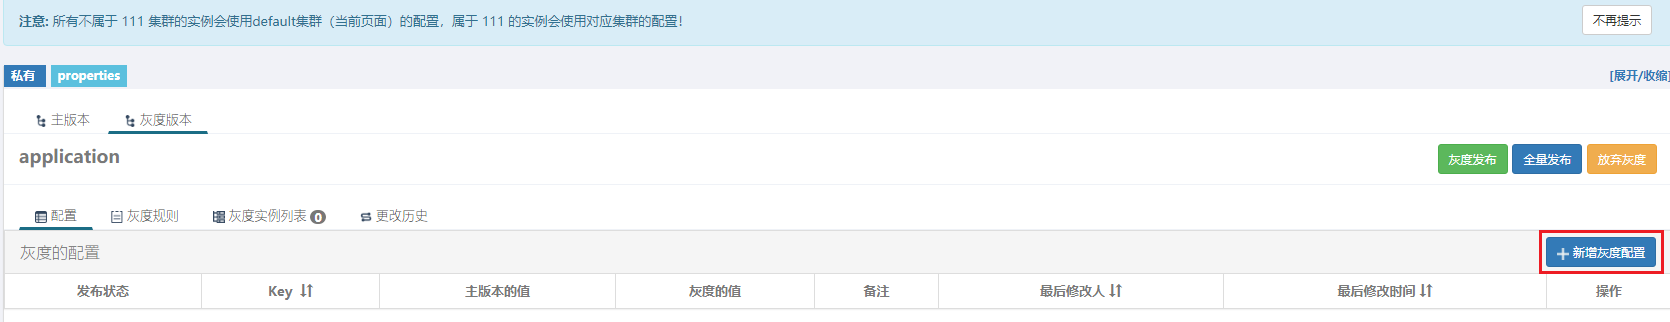 注意: 所有不属于 111 集群的实例会使用default集群（当前页面）的配置，属于 111 的实例会使用对应集群的配置！ 不再提示
私有 properties [展开/收缩]
主版本 灰度版本
application 灰度发布 全量发布 放弃灰度
配置 灰度规则 灰度实例列表 0 更改历史
灰度的配置 新增灰度配置
发布状态 Key 主版本的值 灰度的值 备注 最后修改人 最后修改时间 操作